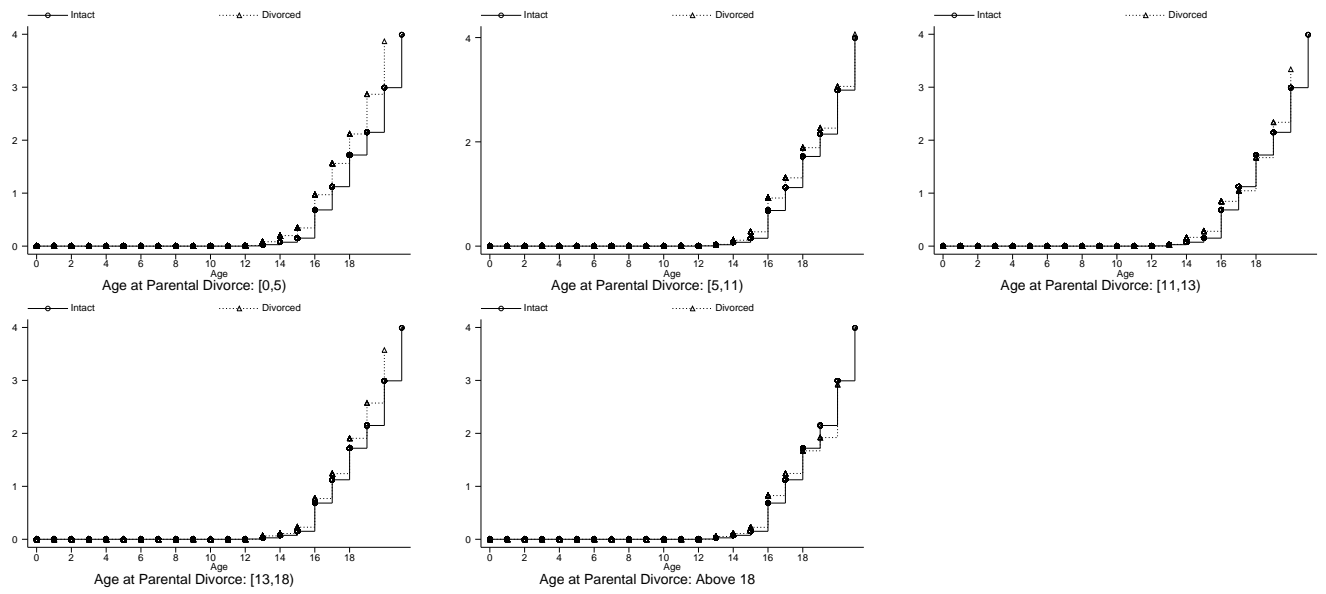 Intact Divorced
4
3
2
1
0
0 2 4 6 8 10 12 14 16 18
Age
Age at Parental Divorce: [0,5)
Intact Divorced
4
2
0
0 2 4 6 8 10 12 14 16 18
Age
Age at Parental Divorce: [5,11)
Intact Divorced
4
3
2
1
0
0 2 4 6 8 10 12 14 16 18
Age
Age at Parental Divorce: [11,13)
Intact Divorced
4
3
2
1
0
0 2 4 6 8 10 12 14 16 18
Age
Age at Parental Divorce: [13,18)
Intact Divorced
4
3
2
1
0
0 2 4 6 8 10 12 14 16 18
Age
Age at Parental Divorce: Above 18